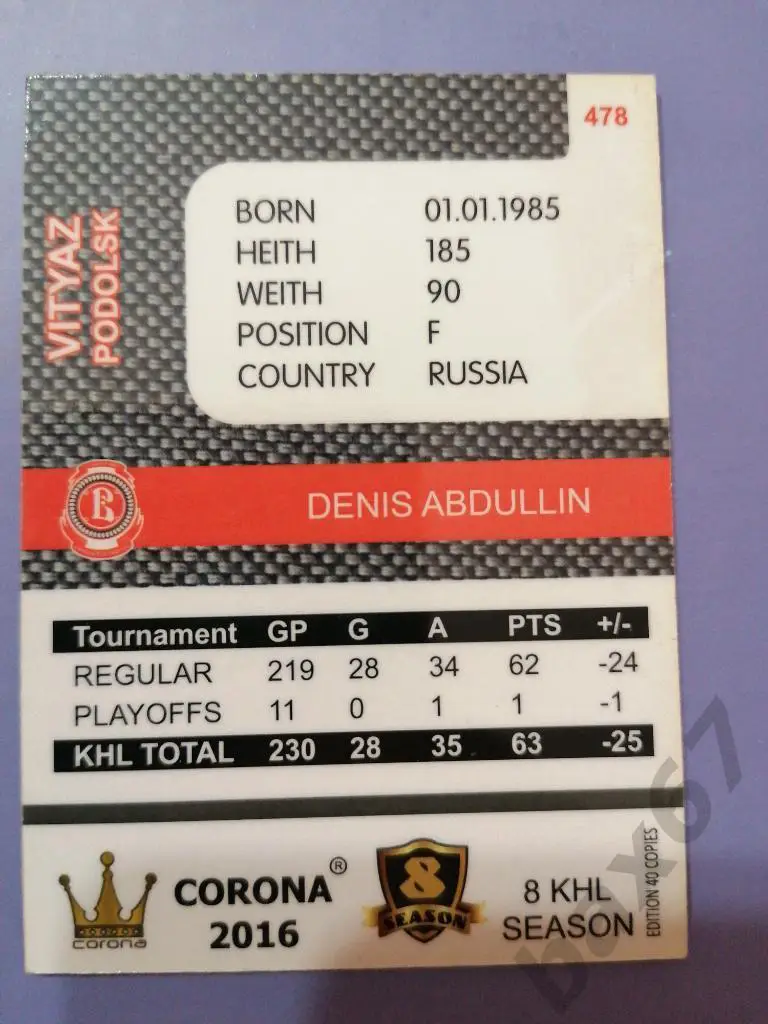 478
VITYAZ
PODOLSK
BORN 01.01.1985
HEITH 185
WEITH 90
POSITION F
COUNTRY RUSSIA
DENIS ABDULLIN
Tournament GP G A PTS +/-
REGULAR 219 28 34 62 -24
PLAYOFFS 11 0 1 1 -1
KHL TOTAL 230 28 35 63 -25
corona
CORONA ®
2016
8
SEASON
8 KHL
SEASON
EDITION 40 COPIES
bax67